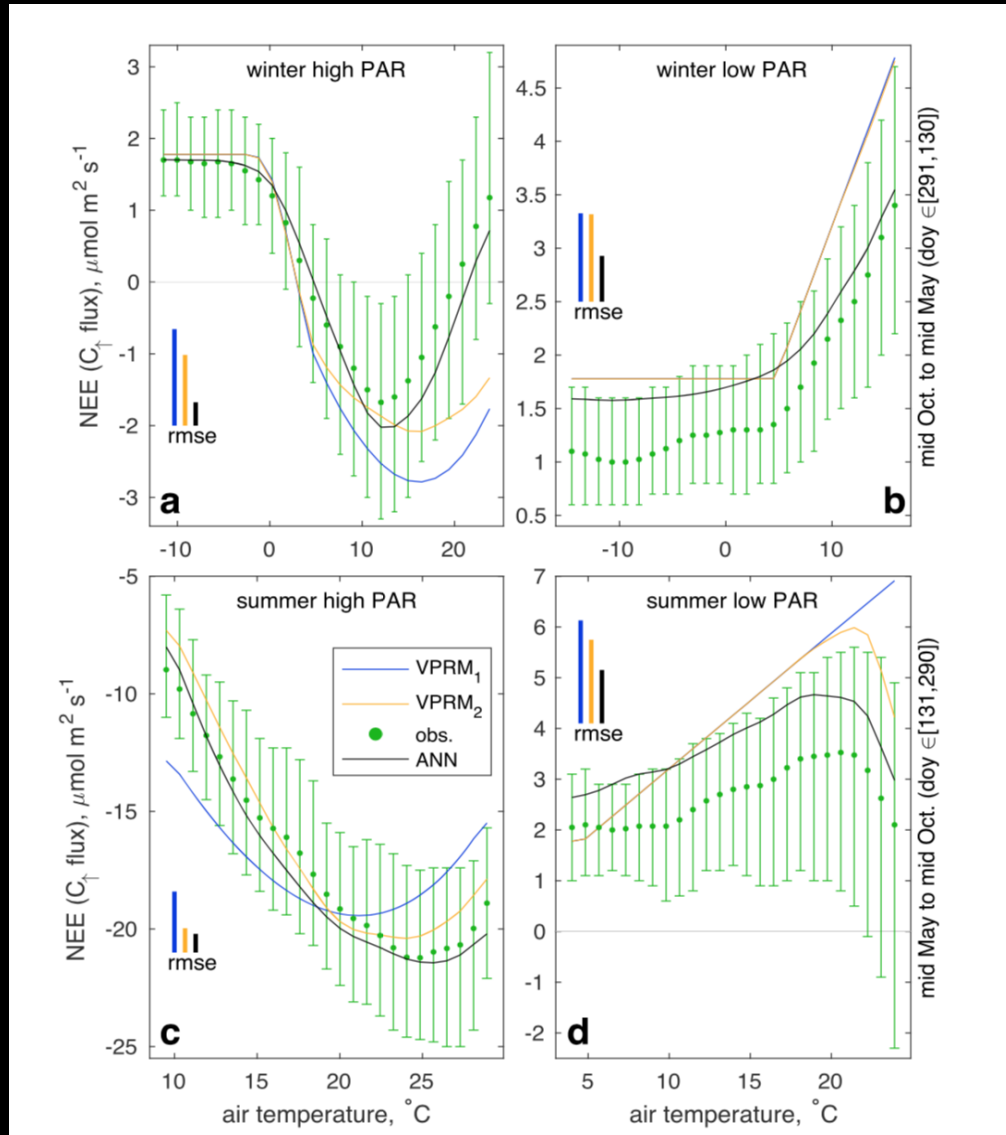 winter high PAR
3
2
1
0
-1
-2
-3
NEE (C↑ flux), μmol m² s⁻¹
rmse
a
-10
0
10
20
winter low PAR
4.5
4
3.5
3
2.5
2
1.5
1
0.5
rmse
b
-10
0
10
mid Oct. to mid May (doy ∈[291,130])
summer high PAR
-5
-10
-15
-20
-25
NEE (C↑ flux), μmol m² s⁻¹
VPRM₁
VPRM₂
obs.
ANN
rmse
c
10
15
20
25
air temperature, °C
summer low PAR
7
6
5
4
3
2
1
0
-1
-2
rmse
d
5
10
15
20
air temperature, °C
mid May to mid Oct. (doy ∈[131,290])